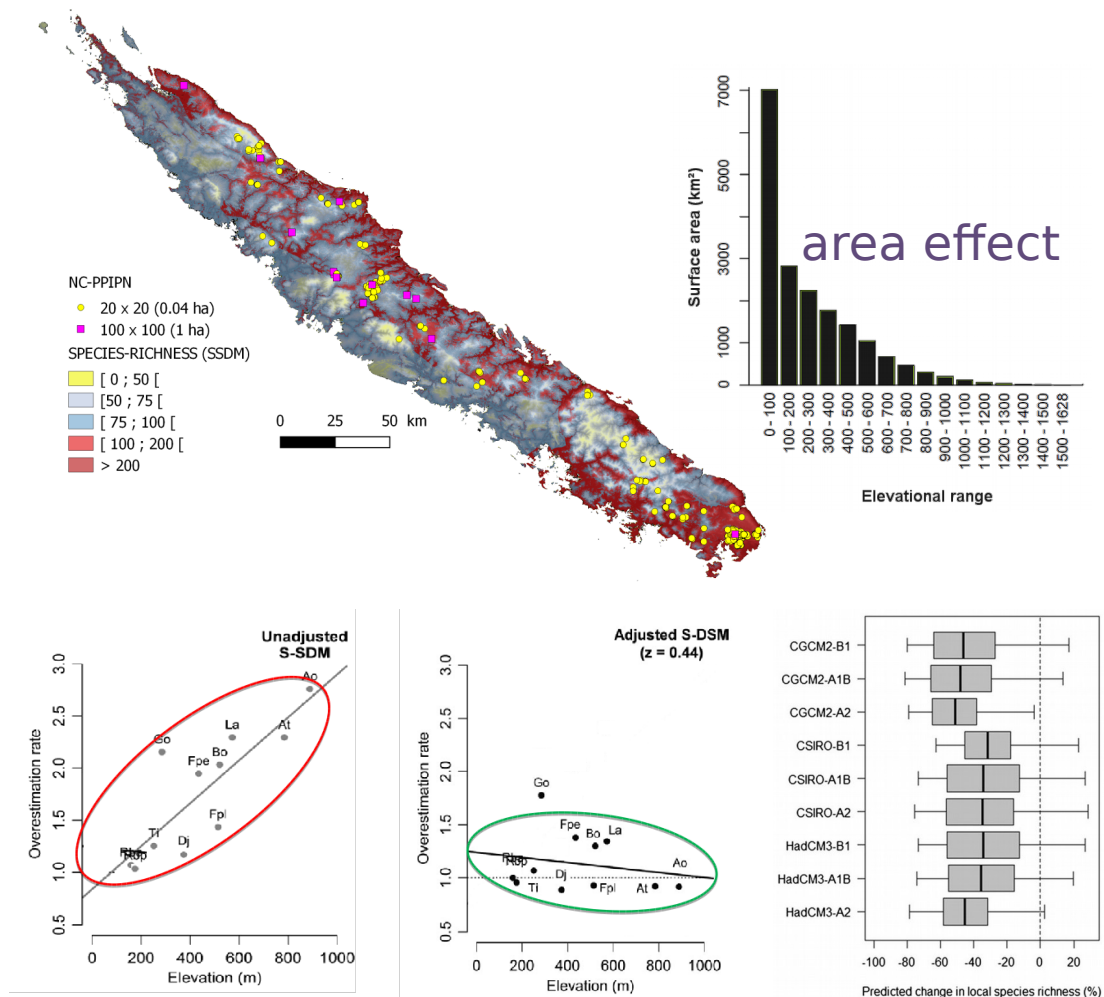 NC-PPIPN
20 x 20 (0.04 ha)
100 x 100 (1 ha)
SPECIES-RICHNESS (SSDM)
[ 0 ; 50 [
[50 ; 75 [
[ 75 ; 100 [
[ 100 ; 200 [
> 200
0 25 50 km
area effect
Surface area (km²)
7000
5000
3000
1000
0
0 - 100
100 - 200
200 - 300
300 - 400
400 - 500
500 - 600
600 - 700
700 - 800
800 - 900
900 - 1000
1000 - 1100
1100 - 1200
1200 - 1300
1300 - 1400
1400 - 1500
1500 - 1628
Elevational range
Unadjusted
S-SDM
Overestimation rate
3.0
2.5
2.0
1.5
1.0
0.5
Ao
La
At
Go
Bo
Fpe
Fpl
Ti
Dj
0 200 400 600 800 1000
Elevation (m)
Adjusted S-DSM
(z = 0.44)
Overestimation rate
3.0
2.5
2.0
1.5
1.0
0.5
Go
Fpe
Bo
La
Ao
Dj
Ti
Fpl
At
0 200 400 600 800 1000
Elevation (m)
CGCM2-B1
CGCM2-A1B
CGCM2-A2
CSIRO-B1
CSIRO-A1B
CSIRO-A2
HadCM3-B1
HadCM3-A1B
HadCM3-A2
-100 -80 -60 -40 -20 0 20
Predicted change in local species richness (%)